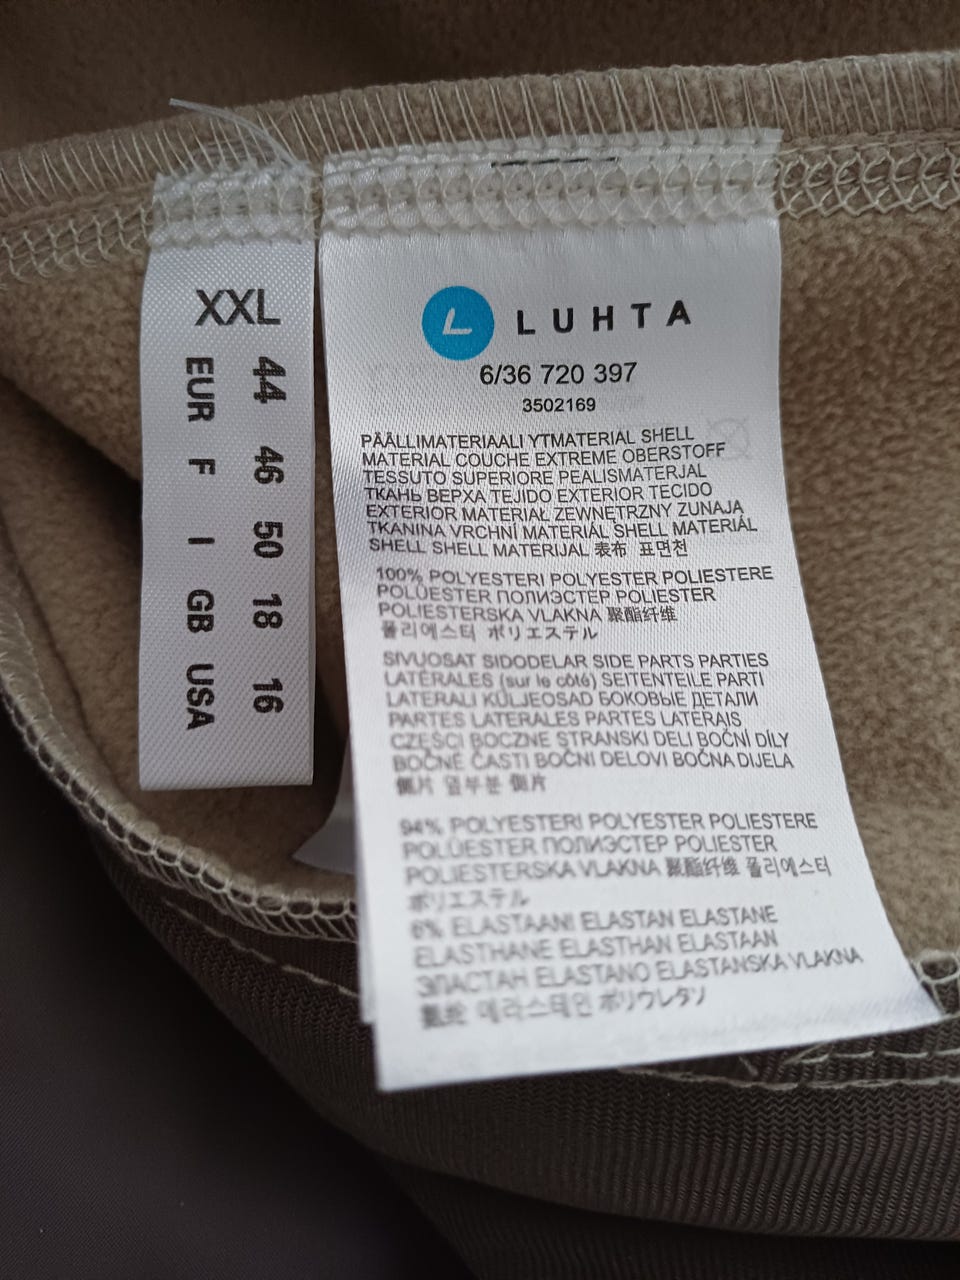 XXL
44 46 50 18 16
EUR F I GB USA
L LUHTA
6/36 720 397
3502169
PÄÄLLIMATERIAALI YTMATERIAL SHELL
MATERIAL COUCHE EXTREME OBERSTOFF
TESSUTO SUPERIORE PEALISMATERJAL
ТКАНЬ ВЕРХА TEJIDO EXTERIOR TECIDO
EXTERIOR MATERIAŁ ZEWNĘTRZNY ZUNAJA
TKANINA VRCHNÍ MATERIÁL SHELL MATERIÁL
SHELL SHELL MATERIJAL 表布 표면천
100% POLYESTERI POLYESTER POLIESTERE
POLÜESTER ПОЛИЭСТЕР POLIESTER
POLIESTERSKA VLAKNA 聚酯纤维
폴리에스터 ポリエステル
SIVUOSAT SIDODELAR SIDE PARTS PARTIES
LATÉRALES (sur le côté) SEITENTEILE PARTI
LATERALI KÜLJEOSAD БОКОВЫЕ ДЕТАЛИ
PARTES LATERALES PARTES LATERAIS
CZĘŚCI BOCZNE STRANSKI DELI BOČNÍ DÍLY
BOČNÉ ČASTI BOČNI DELOVI BOČNA DIJELA
側片 옆부분 側片
94% POLYESTERI POLYESTER POLIESTERE
POLÜESTER ПОЛИЭСТЕР POLIESTER
POLIESTERSKA VLAKNA 聚酯纤维 폴리에스터
ポリエステル
6% ELASTAANI ELASTAN ELASTANE
ELASTHANE ELASTHAN ELASTAAN
ЭЛАСТАН ELASTANO ELASTANSKA VLAKNA
氨纶 에라스테인 ポリウレタン